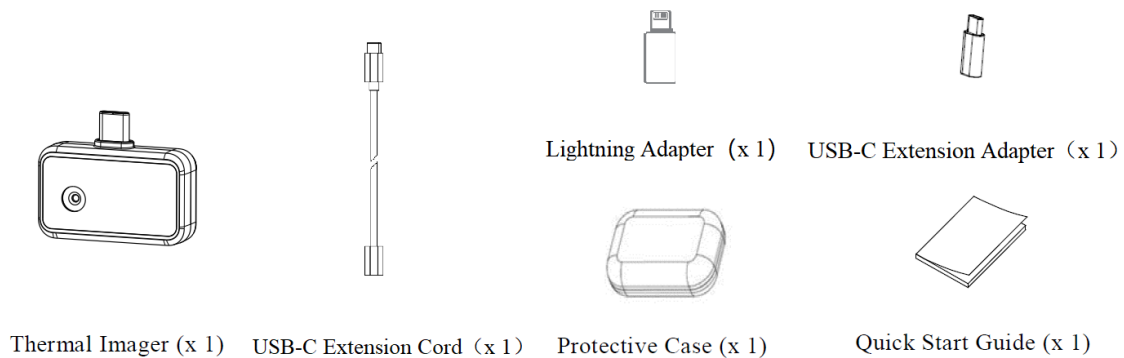 Lightning Adapter (x 1)
USB-C Extension Adapter（x 1）
Thermal Imager (x 1)
USB-C Extension Cord（x 1）
Protective Case (x 1)
Quick Start Guide (x 1)